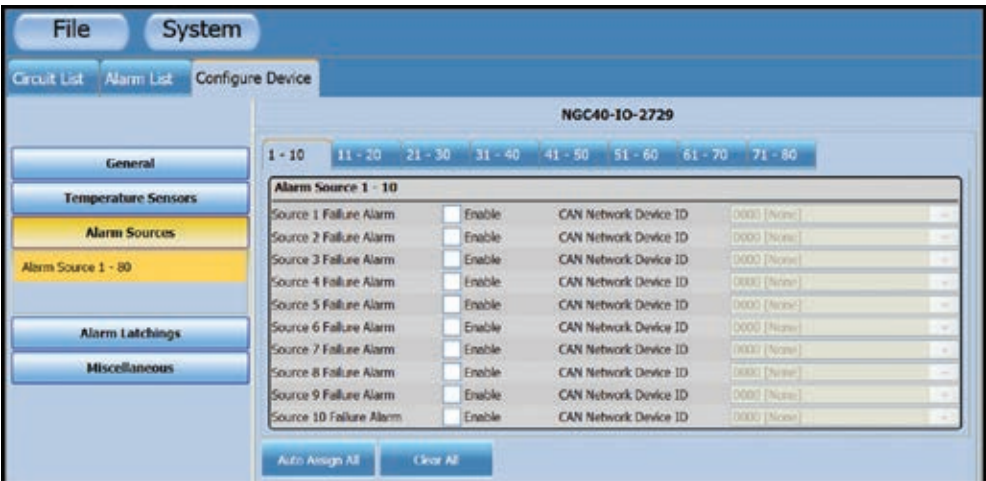 File System
Circuit List Alarm List Configure Device
NGC40-IO-2729
General
Temperature Sensors
Alarm Sources
Alarm Source 1 - 80
Alarm Latchings
Miscellaneous
1 - 10 11 - 20 21 - 30 31 - 40 41 - 50 51 - 60 61 - 70 71 - 80
Alarm Source 1 - 10
Source 1 Failure Alarm Enable CAN Network Device ID 0000 [None]
Source 2 Failure Alarm Enable CAN Network Device ID 0000 [None]
Source 3 Failure Alarm Enable CAN Network Device ID 0000 [None]
Source 4 Failure Alarm Enable CAN Network Device ID 0000 [None]
Source 5 Failure Alarm Enable CAN Network Device ID 0000 [None]
Source 6 Failure Alarm Enable CAN Network Device ID 0000 [None]
Source 7 Failure Alarm Enable CAN Network Device ID 0000 [None]
Source 8 Failure Alarm Enable CAN Network Device ID 0000 [None]
Source 9 Failure Alarm Enable CAN Network Device ID 0000 [None]
Source 10 Failure Alarm Enable CAN Network Device ID 0000 [None]
Auto Assign All Clear All